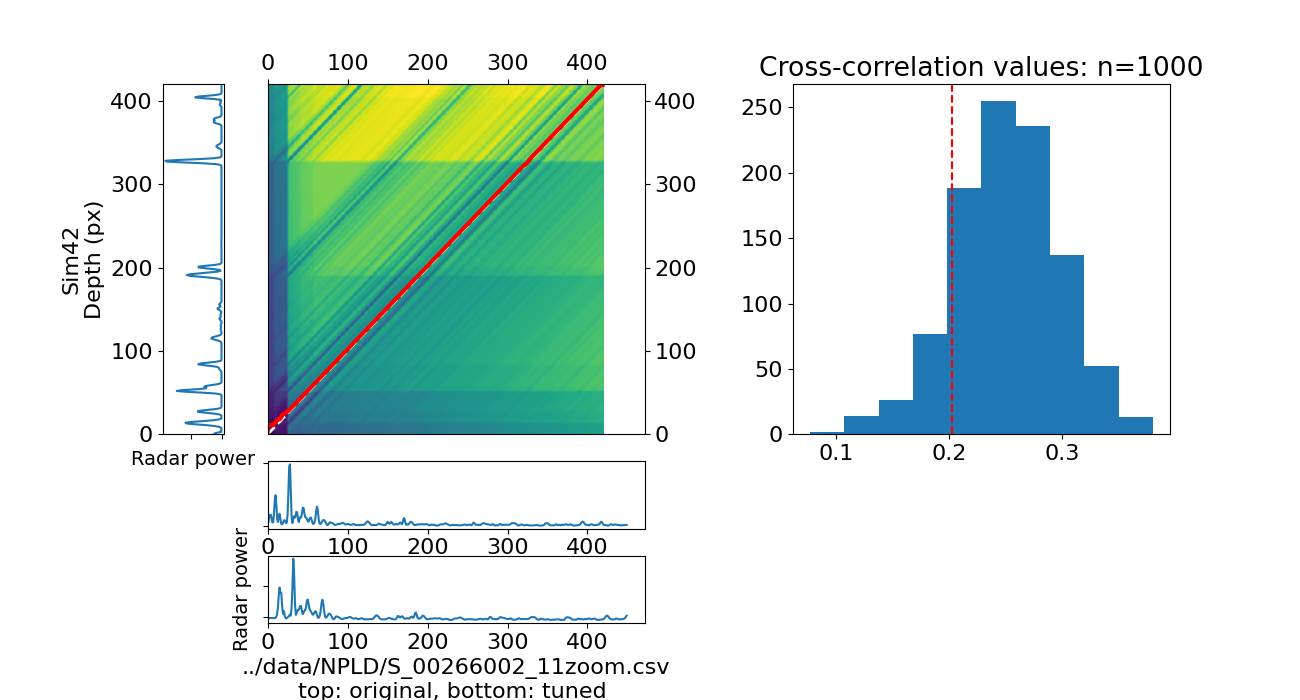 0 100 200 300 400
Cross-correlation values: n=1000
400
300
200
100
0
Sim42
Depth (px)
Radar power
400
300
200
100
0
250
200
150
100
50
0
0.1 0.2 0.3
0 100 200 300 400
Radar power
0 100 200 300 400
../data/NPLD/S_00266002_11zoom.csv
top: original, bottom: tuned